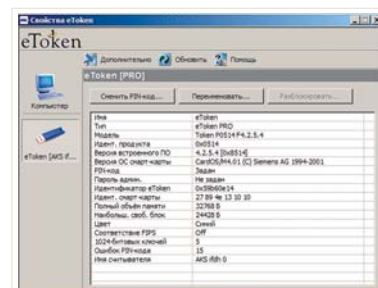 Свойства eToken
eToken
Дополнительно Обновить Помощь
eToken [PRO]
Сменить PIN-код... Переименовать... Разблокировать...
Компьютер
eToken [AKS if...
Имя eToken
Тип eToken PRO
Модель Token P0514 F4.2.5.4
Идент. продукта 0x0514
Версия встроенного ПО 4.2.5.4 [0x8514]
Версия ОС смарт-карты CardOS/M4.01 (C) Siemens AG 1994-2001
PIN-код Задан
Пароль админ. Не задан
Идентификатор eToken 0x59b60e14
Идент. смарт-карты 27 89 4e 13 10 10
Полный объём памяти 32768 Б
Наибольш. своб. блок 24428 Б
Цвет Синий
Соответствие FIPS Off
1024-битовых ключей 5
Ошибок PIN-кода 15
Имя считывателя AKS ifdh 0